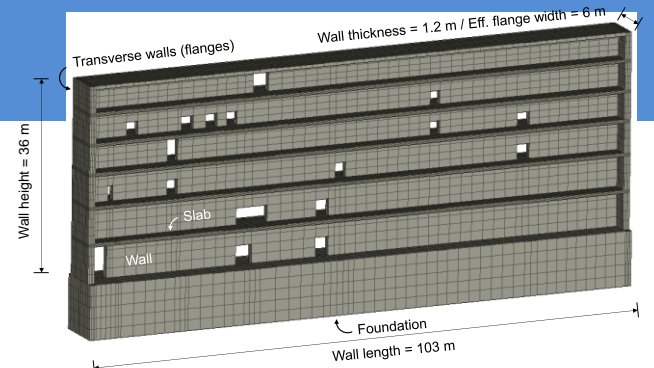 Wall thickness = 1.2 m / Eff. flange width = 6 m
Transverse walls (flanges)
Wall height = 36 m
Slab
Wall
Foundation
Wall length = 103 m